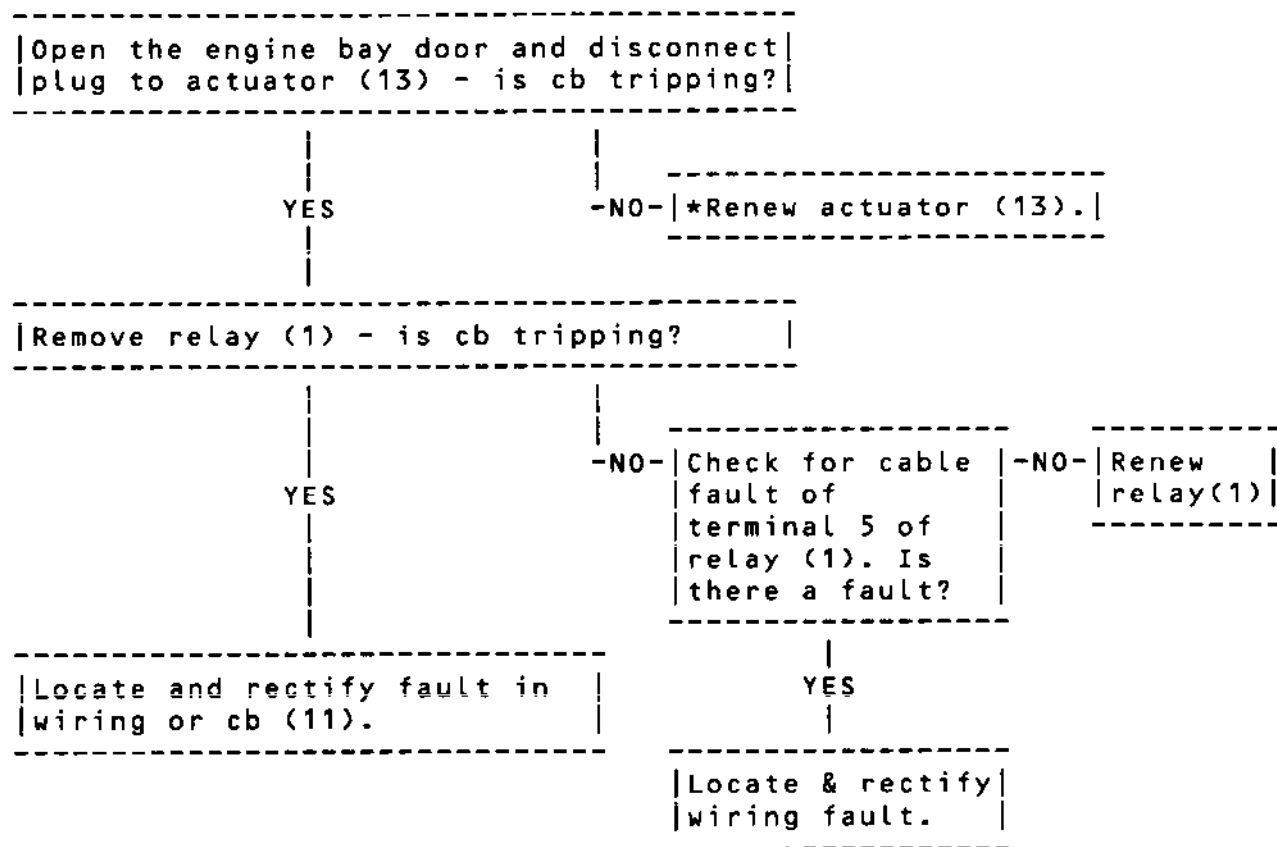 Open the engine bay door and disconnect
plug to actuator (13) - is cb tripping?
YES
-NO-
*Renew actuator (13).
Remove relay (1) - is cb tripping?
YES
-NO-
Check for cable
fault of
terminal 5 of
relay (1). Is
there a fault?
-NO-
Renew
relay(1)
Locate and rectify fault in
wiring or cb (11).
YES
Locate & rectify
wiring fault.